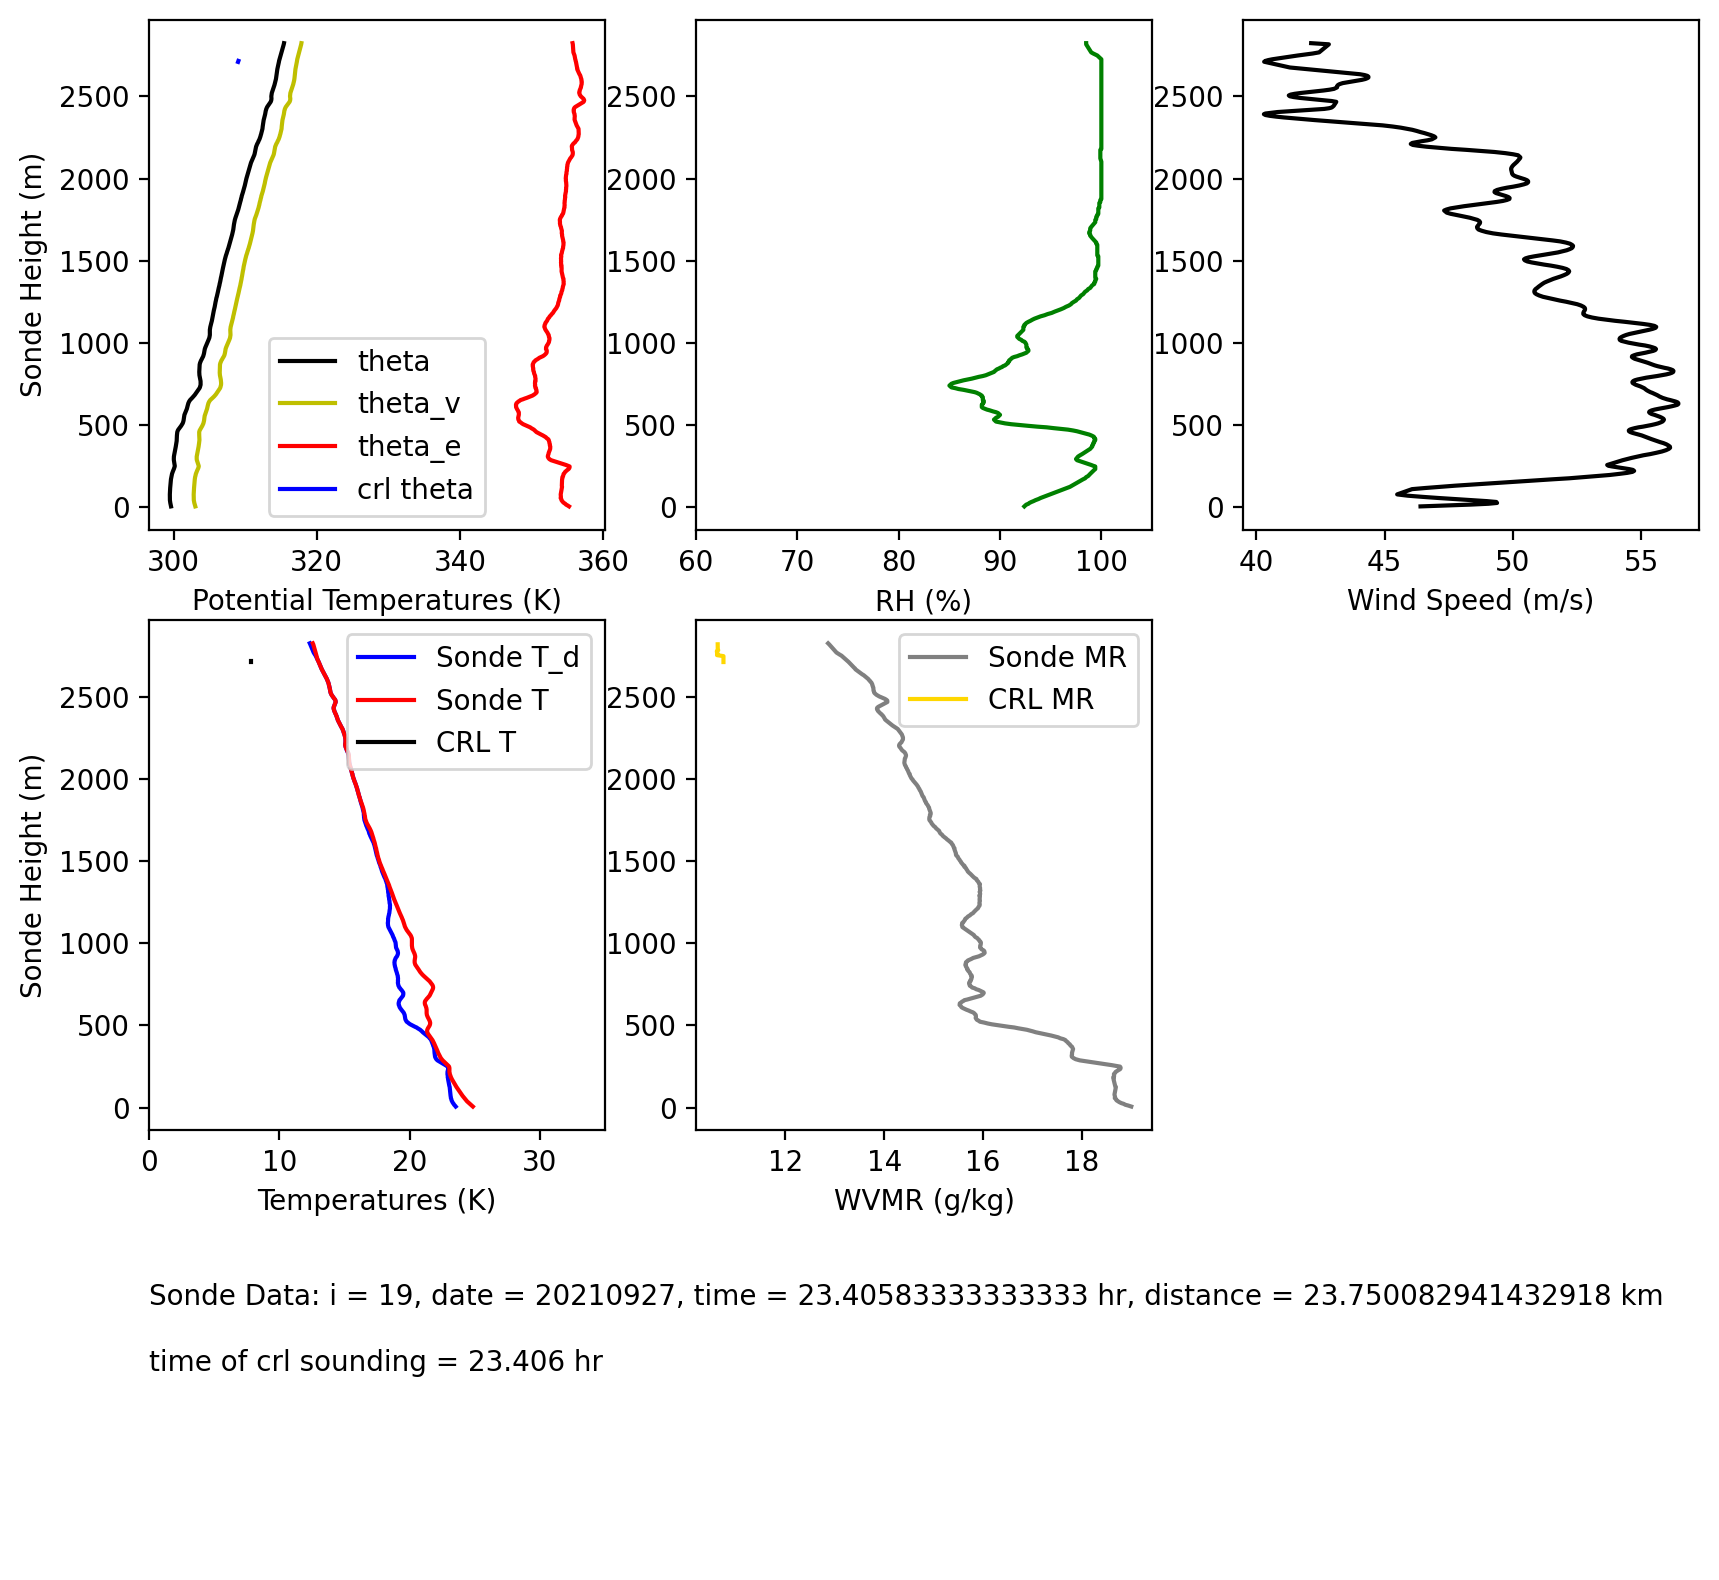 Sonde Height (m)
2500
2000
1500
1000
500
0
theta
theta_v
theta_e
crl theta
300 320 340 360
Potential Temperatures (K)
2500
2000
1500
1000
500
0
60 70 80 90 100
RH (%)
2500
2000
1500
1000
500
0
40 45 50 55
Wind Speed (m/s)
Sonde Height (m)
2500
2000
1500
1000
500
0
Sonde T_d
Sonde T
CRL T
0 10 20 30
Temperatures (K)
2500
2000
1500
1000
500
0
Sonde MR
CRL MR
12 14 16 18
WVMR (g/kg)
Sonde Data: i = 19, date = 20210927, time = 23.40583333333333 hr, distance = 23.750082941432918 km
time of crl sounding = 23.406 hr